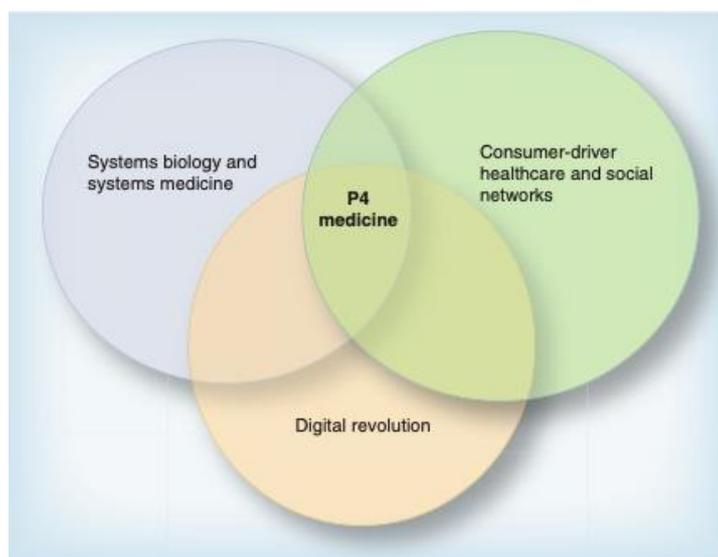 Systems biology and
systems medicine
Consumer-driver
healthcare and social
networks
P4
medicine
Digital revolution